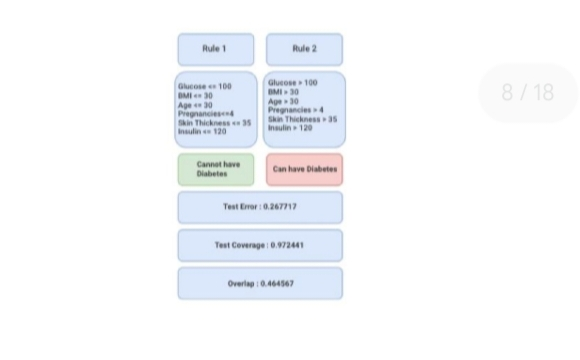 Rule 1
Rule 2
Glucose <= 100
BMI <= 30
Age <= 30
Pregnancies<=4
Skin Thickness <= 35
Insulin <= 120
Glucose > 100
BMI > 30
Age > 30
Pregnancies > 4
Skin Thickness > 35
Insulin > 120
Cannot have
Diabetes
Can have Diabetes
Test Error : 0.267717
Test Coverage : 0.972441
Overlap : 0.464567
8 / 18